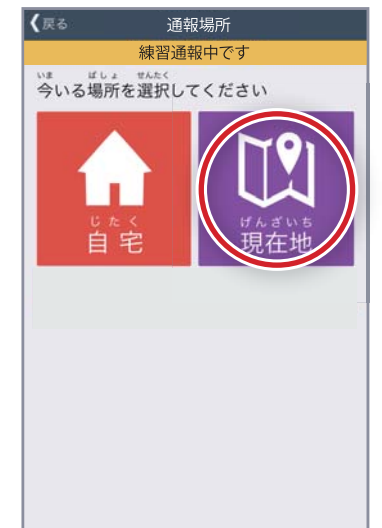 戻る 通報場所
練習通報中です
いま ばしょ せんたく
今いる場所を選択してください
じたく げんざいち
自宅 現在地